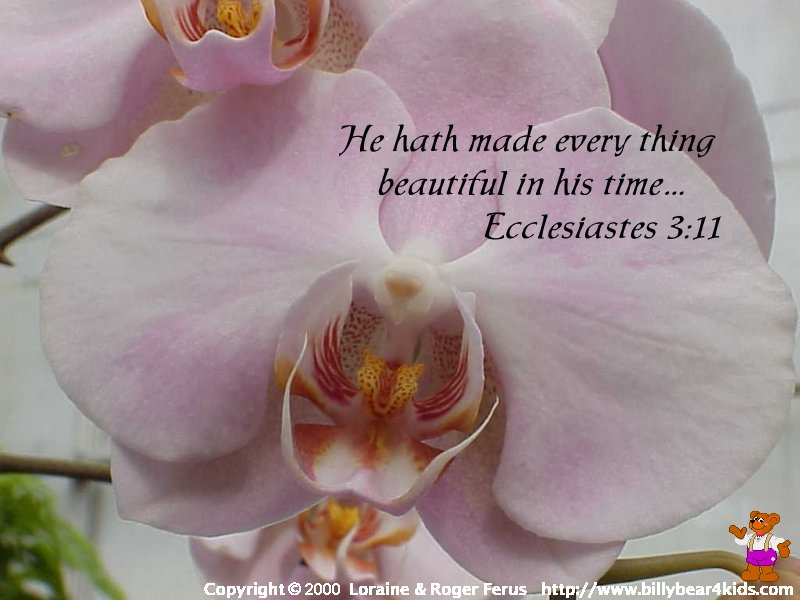 He hath made every thing
beautiful in his time...
Ecclesiastes 3:11
Copyright © 2000 Loraine & Roger Ferus http://www.billybear4kids.com